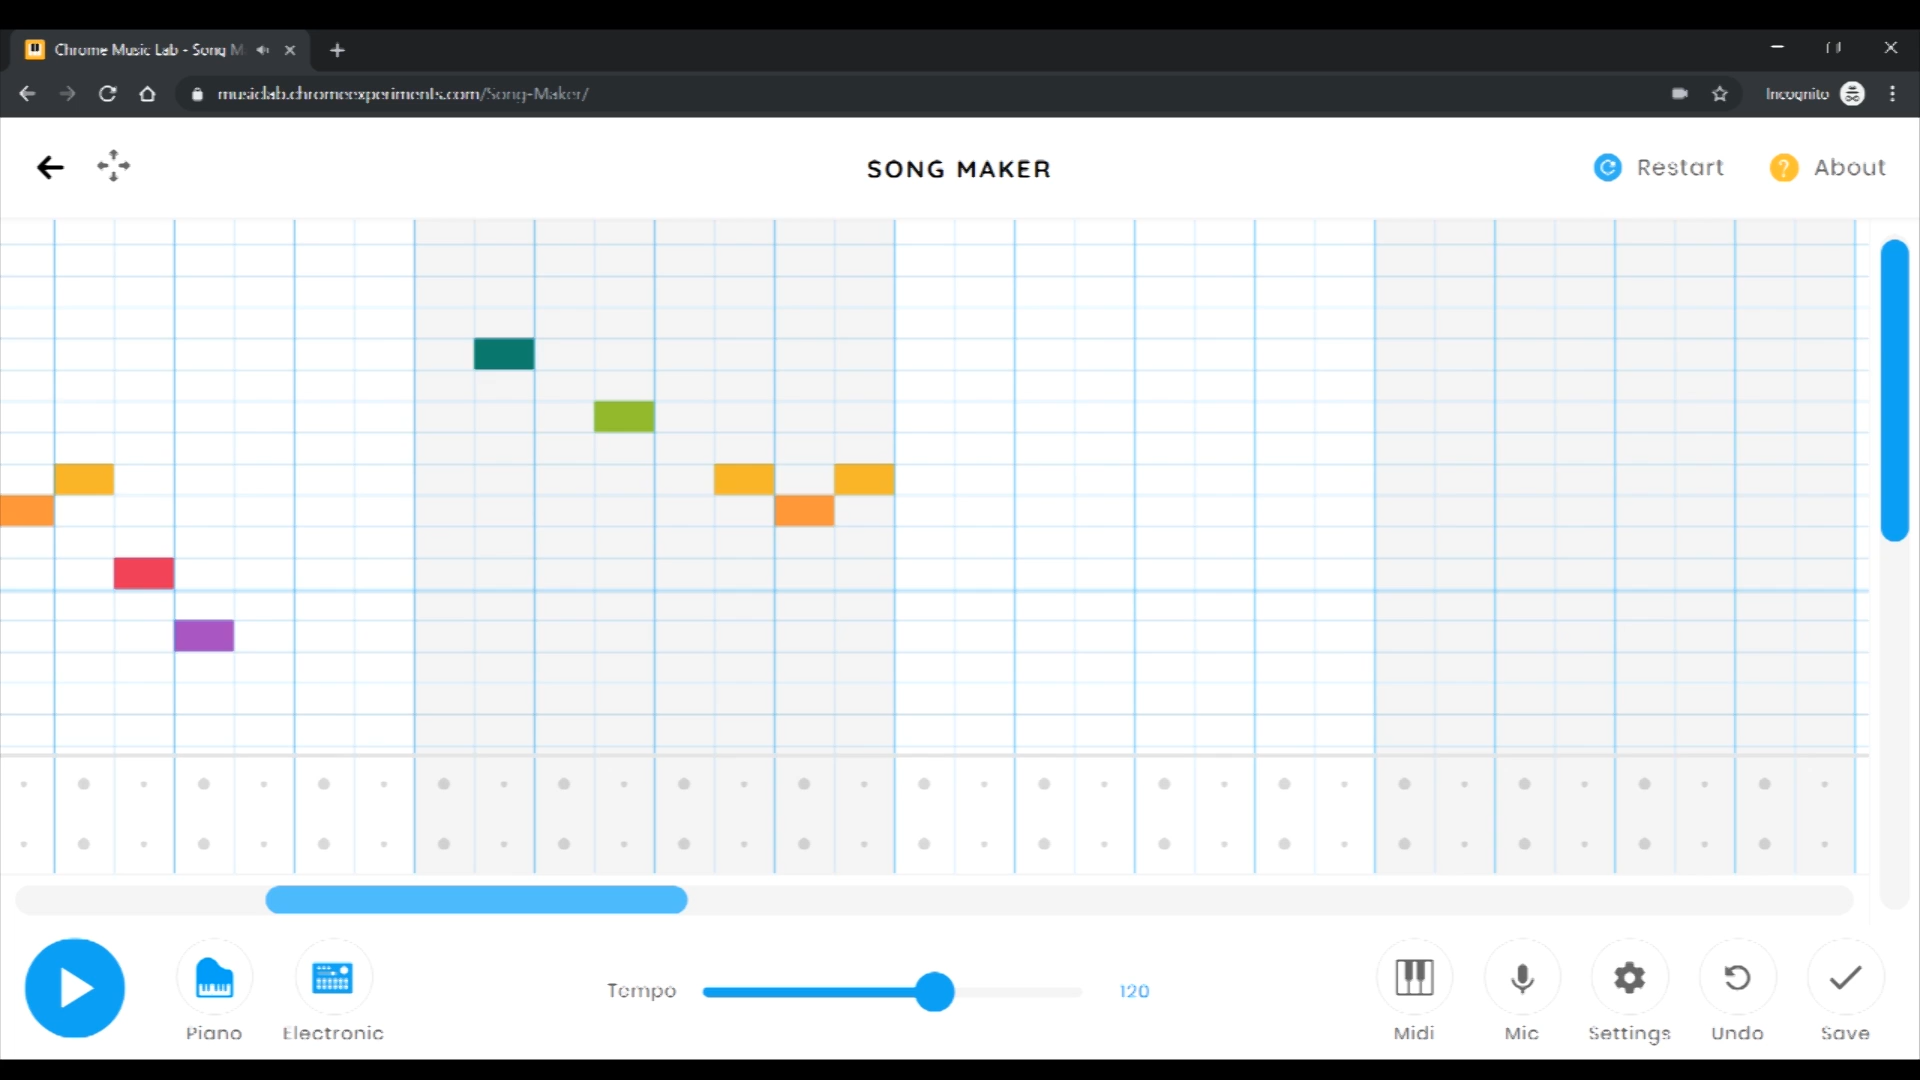 Chrome Music Lab - Song M
musiclab.chromeexperiments.com/Song-Maker/
Incognito
SONG MAKER
Restart
? About
Tempo
120
Piano
Electronic
Midi
Mic
Settings
Undo
Save